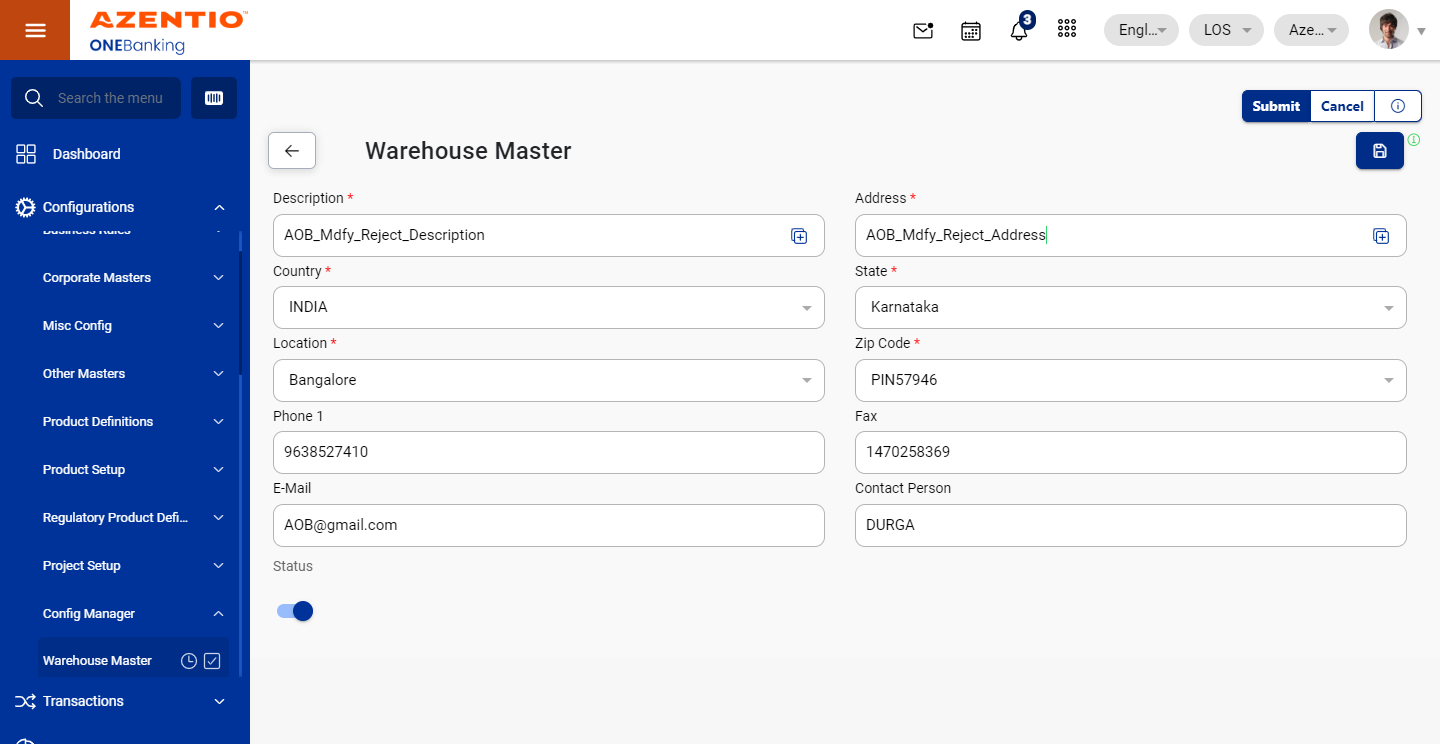 AZENTIO™
ONEBanking
3
Engl...
LOS
Aze...
Search the menu
Submit
Cancel
Dashboard
Warehouse Master
Configurations
Business Rules
Corporate Masters
Misc Config
Other Masters
Product Definitions
Product Setup
Regulatory Product Defi...
Project Setup
Config Manager
Warehouse Master
Transactions
Description *
AOB_Mdfy_Reject_Description
Address *
AOB_Mdfy_Reject_Address
Country *
INDIA
State *
Karnataka
Location *
Bangalore
Zip Code *
PIN57946
Phone 1
9638527410
Fax
1470258369
E-Mail
AOB@gmail.com
Contact Person
DURGA
Status